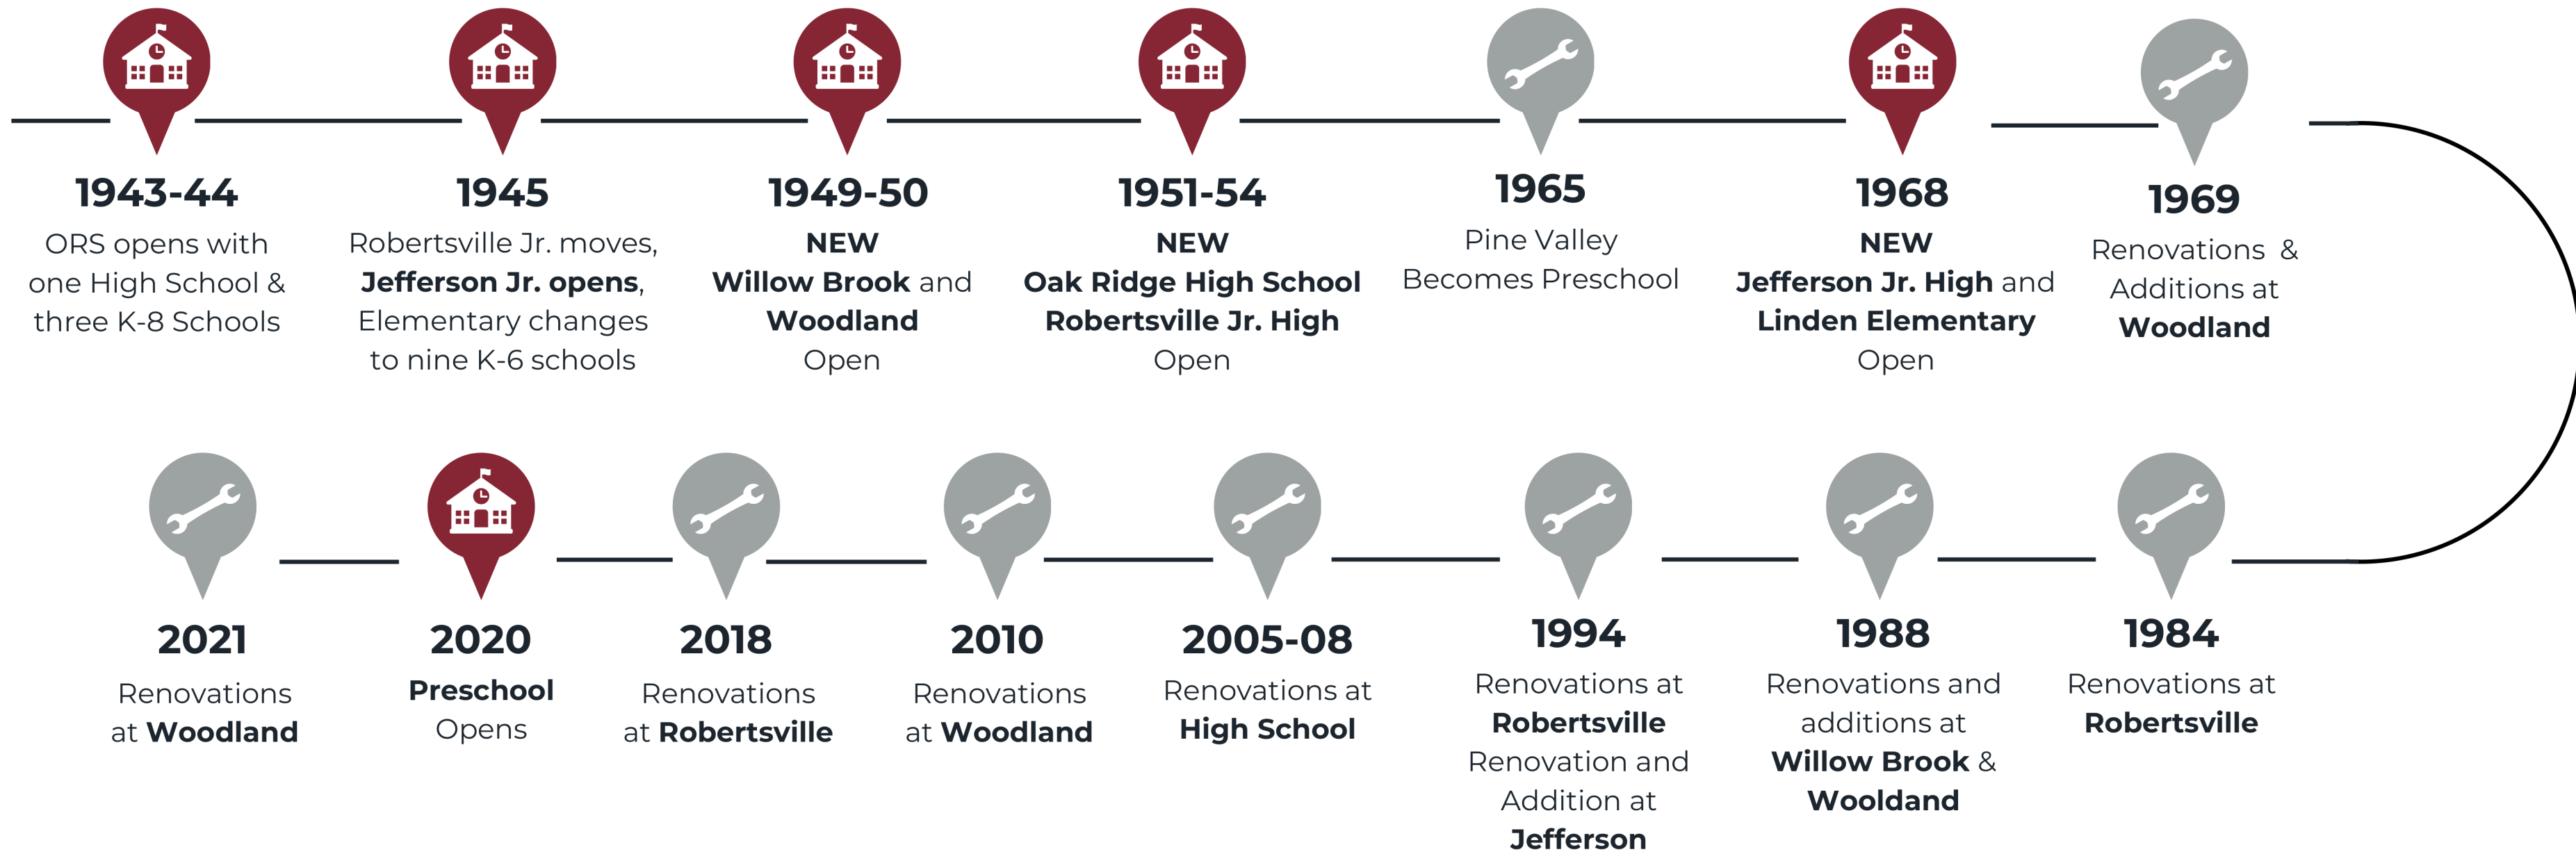 1943-44
ORS opens with
one High School &
three K-8 Schools
1945
Robertsville Jr. moves,
Jefferson Jr. opens,
Elementary changes
to nine K-6 schools
1949-50
NEW
Willow Brook and
Woodland
Open
1951-54
NEW
Oak Ridge High School
Robertsville Jr. High
Open
1965
Pine Valley
Becomes Preschool
1968
NEW
Jefferson Jr. High and
Linden Elementary
Open
1969
Renovations &
Additions at
Woodland
1984
Renovations at
Robertsville
1988
Renovations and
additions at
Willow Brook &
Wooldand
1994
Renovations at
Robertsville
Renovation and
Addition at
Jefferson
2005-08
Renovations at
High School
2010
Renovations
at Woodland
2018
Renovations
at Robertsville
2020
Preschool
Opens
2021
Renovations
at Woodland